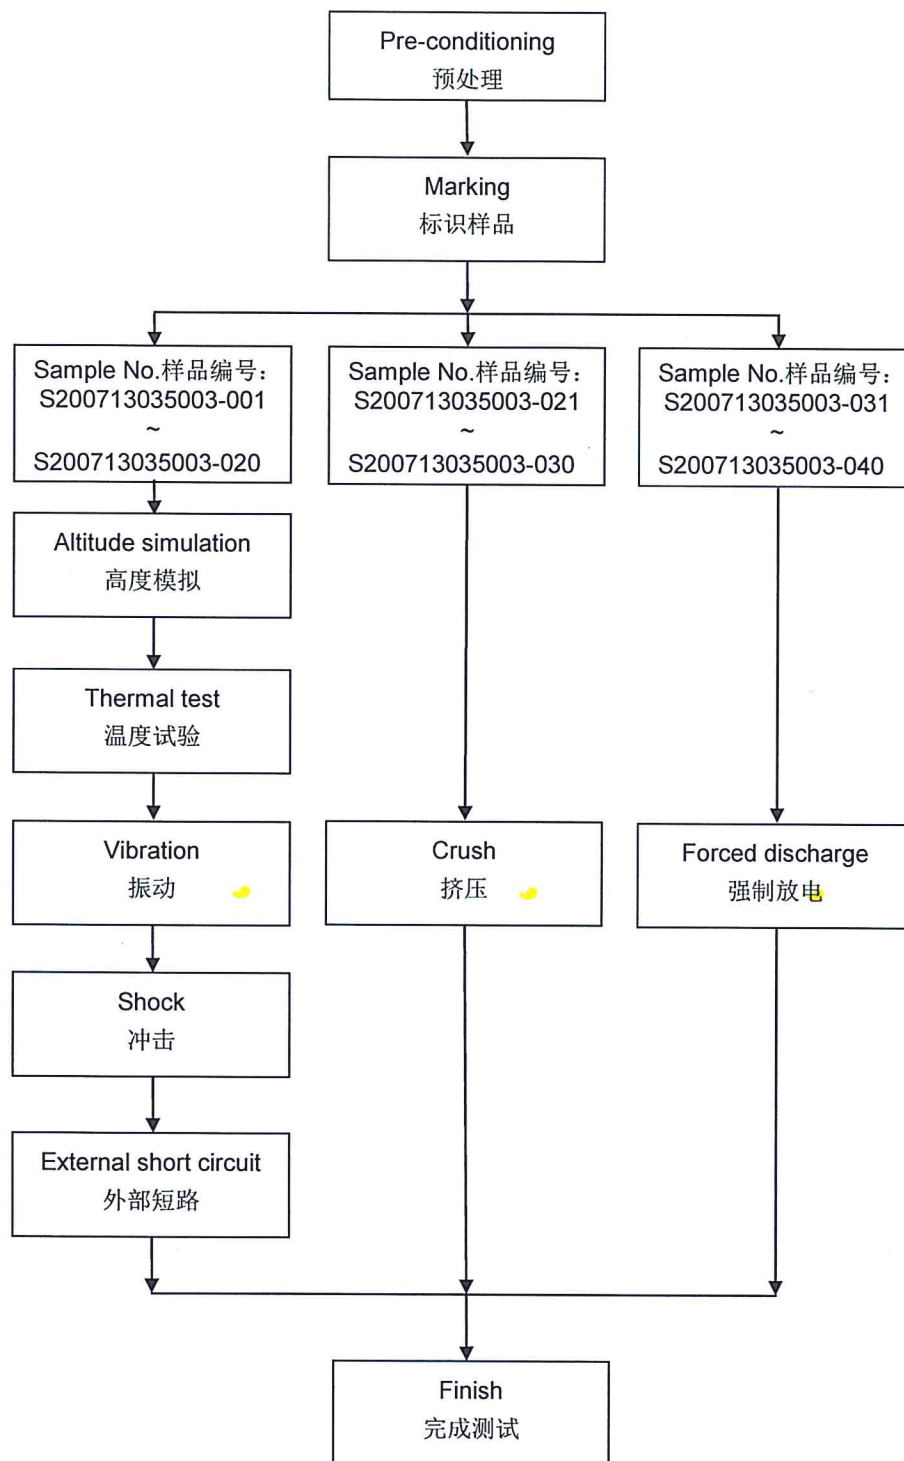 Pre-conditioning
预处理
Marking
标识样品
Sample No.样品编号：
S200713035003-001
~
S200713035003-020
Sample No.样品编号：
S200713035003-021
~
S200713035003-030
Sample No.样品编号：
S200713035003-031
~
S200713035003-040
Altitude simulation
高度模拟
Thermal test
温度试验
Vibration
振动
Crush
挤压
Forced discharge
强制放电
Shock
冲击
External short circuit
外部短路
Finish
完成测试